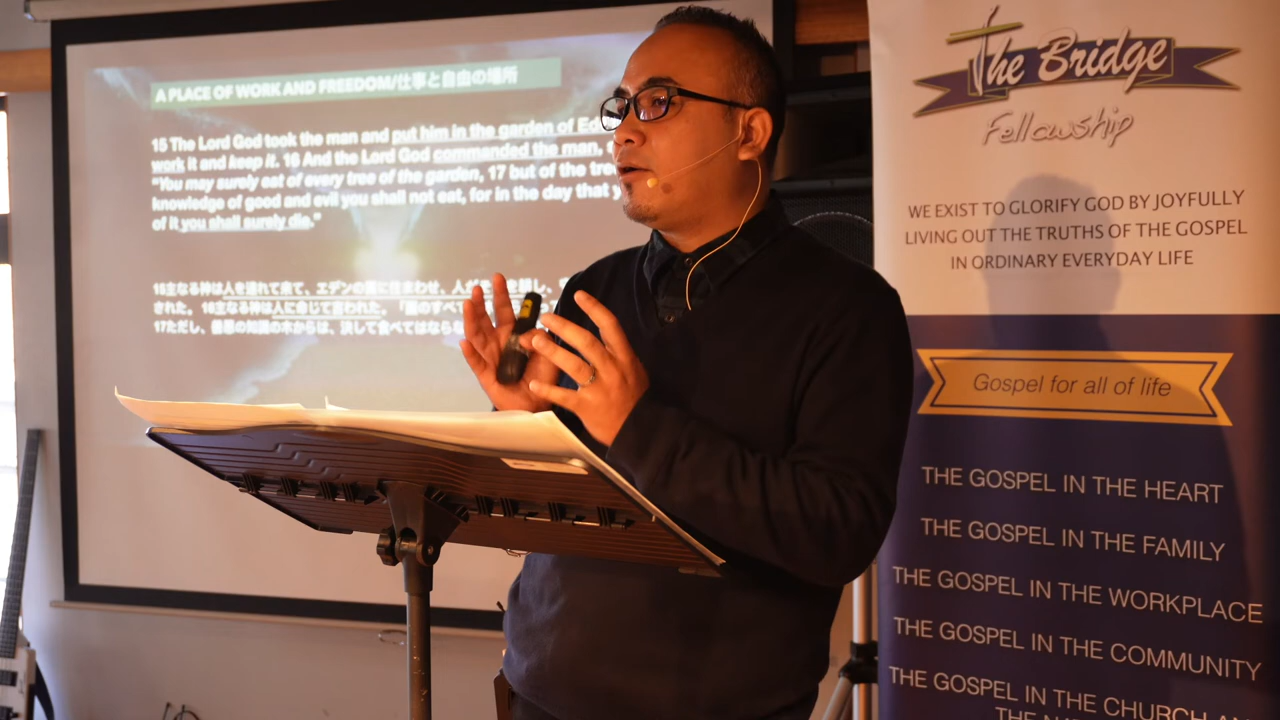 A PLACE OF WORK AND FREEDOM/仕事と自由の場所
15 The Lord God took the man and put him in the garden of
work it and keep it. 16 And the Lord God commanded the man,
“You may surely eat of every tree of the garden, 17 but of the
knowledge of good and evil you shall not eat, for in the day that
of it you shall surely die.”
15主なる神は人を連れて来て、エデンの園に住まわせ、人が
された。16主なる神は人に命じて言われた。「園のすべて
17ただし、善悪の知識の木からは、決して食べてはならな
The Bridge
Fellowship
WE EXIST TO GLORIFY GOD BY JOYFULLY
LIVING OUT THE TRUTHS OF THE GOSPEL
IN ORDINARY EVERYDAY LIFE
Gospel for all of life
THE GOSPEL IN THE HEART
THE GOSPEL IN THE FAMILY
THE GOSPEL IN THE WORKPLACE
THE GOSPEL IN THE COMMUNITY
THE GOSPEL IN THE CHURCH
THE